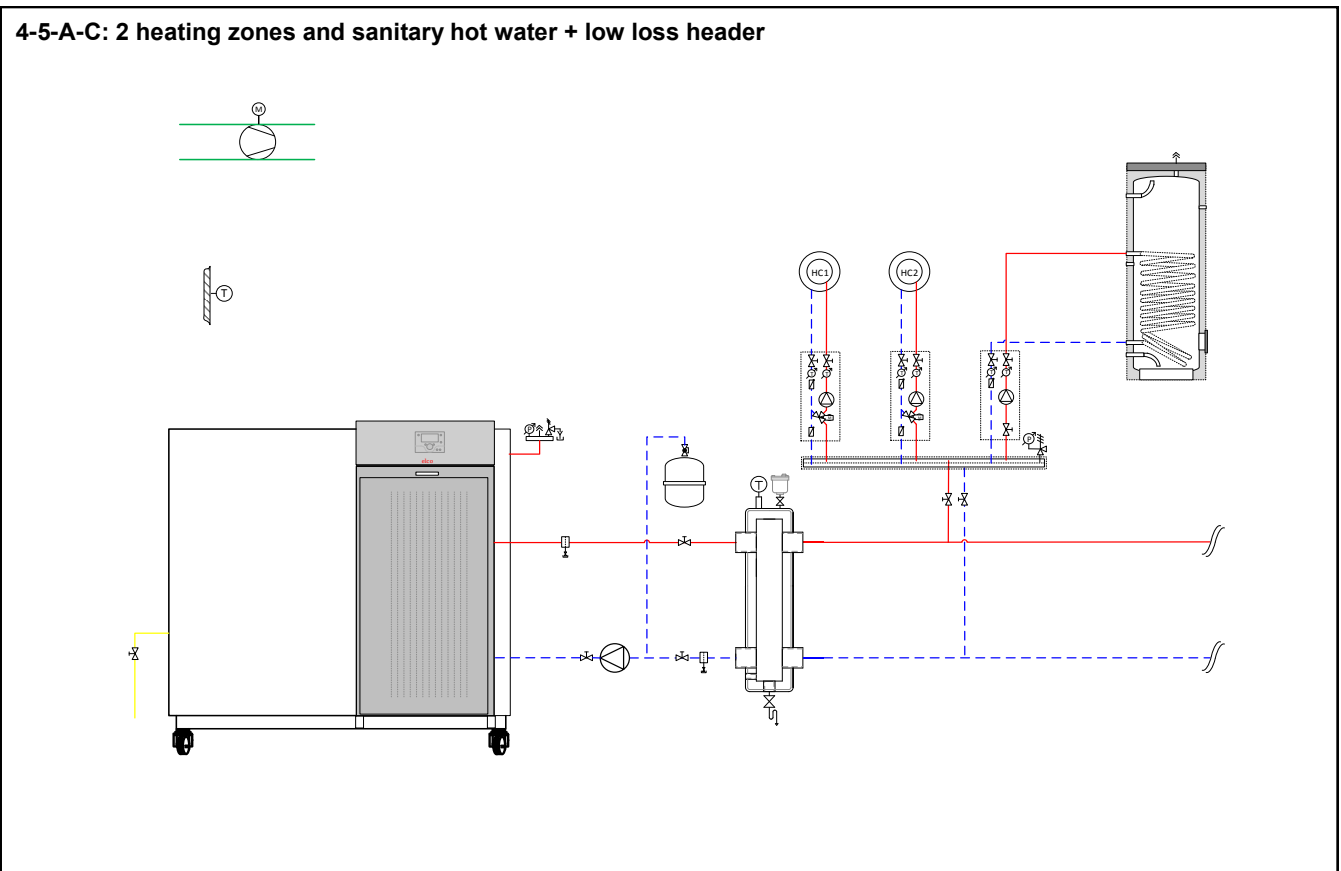 4-5-A-C: 2 heating zones and sanitary hot water + low loss header
M
T
HC1
HC2
P
P
elco
T